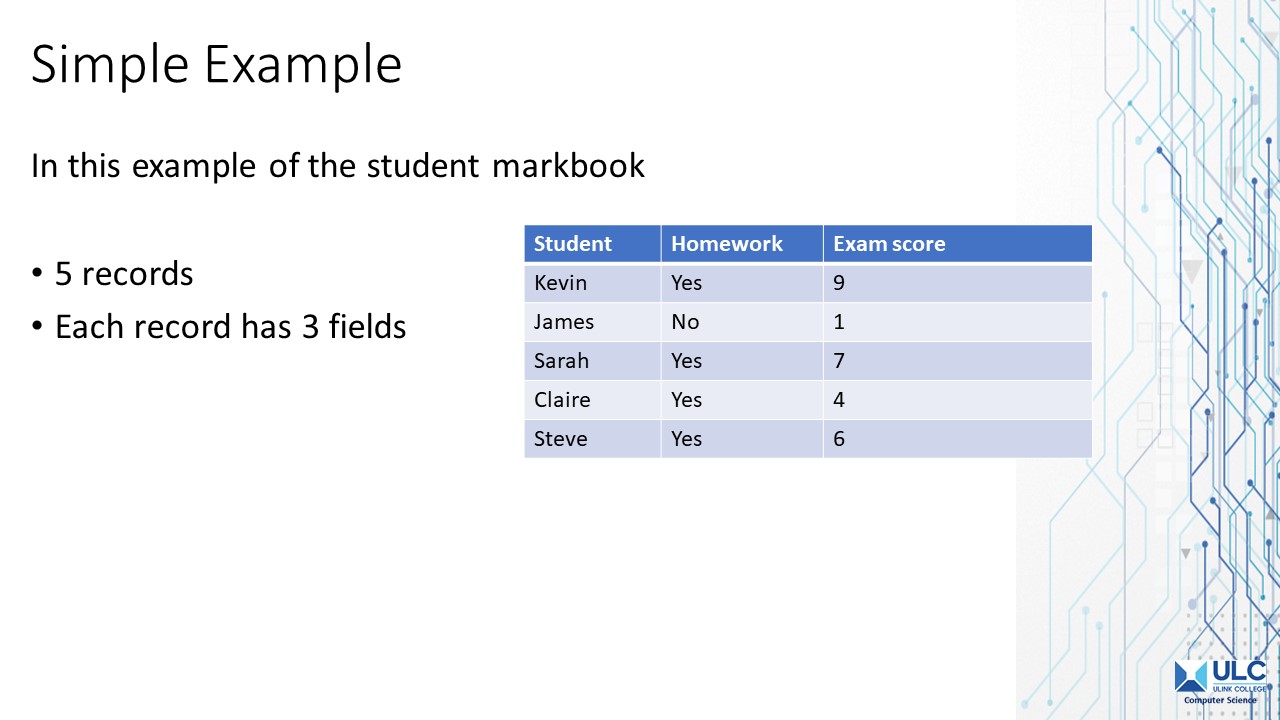 Simple Example
In this example of the student markbook
• 5 records
• Each record has 3 fields
Student Homework Exam score
Kevin Yes 9
James No 1
Sarah Yes 7
Claire Yes 4
Steve Yes 6
ULC
ULINK COLLEGE
Computer Science